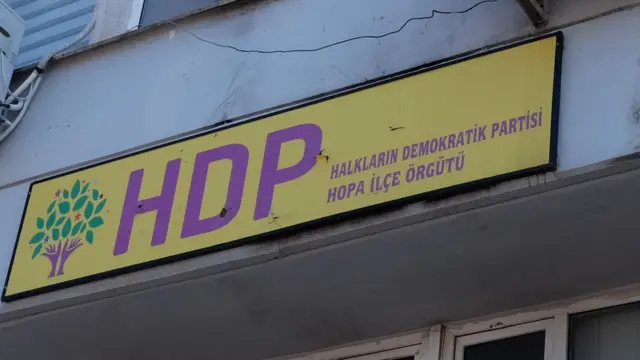 HDP
HALKLARIN DEMOKRATİK PARTİSİ
HOPA İLÇE ÖRGÜTÜ